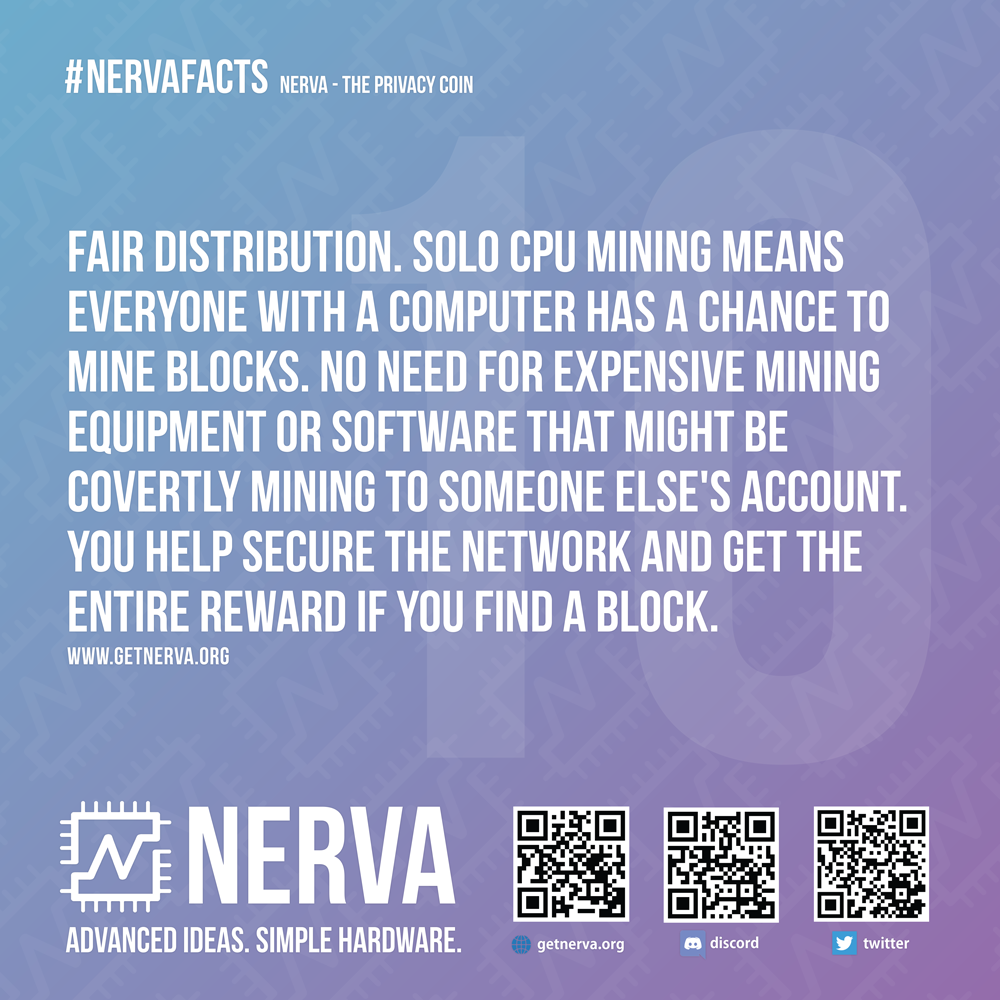 #NERVAFACTS NERVA - THE PRIVACY COIN
10
FAIR DISTRIBUTION. SOLO CPU MINING MEANS
EVERYONE WITH A COMPUTER HAS A CHANCE TO
MINE BLOCKS. NO NEED FOR EXPENSIVE MINING
EQUIPMENT OR SOFTWARE THAT MIGHT BE
COVERTLY MINING TO SOMEONE ELSE'S ACCOUNT.
YOU HELP SECURE THE NETWORK AND GET THE
ENTIRE REWARD IF YOU FIND A BLOCK.
WWW.GETNERVA.ORG
NERVA
ADVANCED IDEAS. SIMPLE HARDWARE.
getnerva.org
discord
twitter